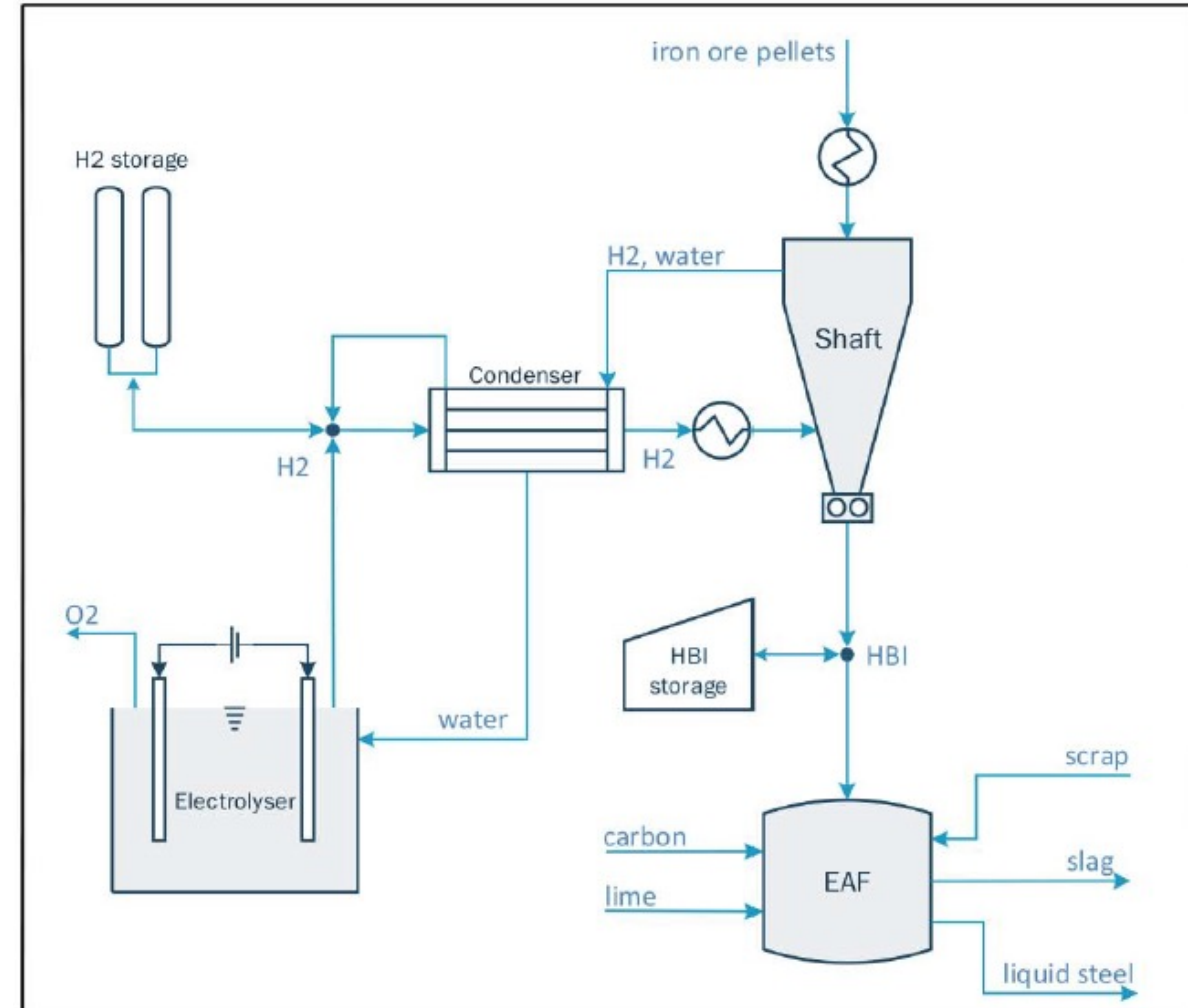 iron ore pellets
H2 storage
H2, water
Shaft
Condenser
H2
H2
O2
HBI
HBI
storage
water
scrap
Electrolyser
carbon
EAF
slag
lime
liquid steel